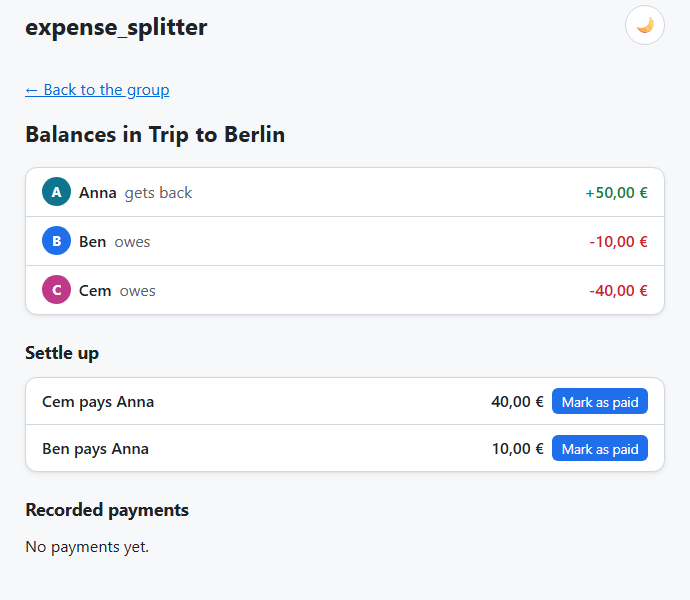 expense_splitter
← Back to the group
Balances in Trip to Berlin
A Anna gets back +50,00 €
B Ben owes -10,00 €
C Cem owes -40,00 €
Settle up
Cem pays Anna 40,00 € Mark as paid
Ben pays Anna 10,00 € Mark as paid
Recorded payments
No payments yet.